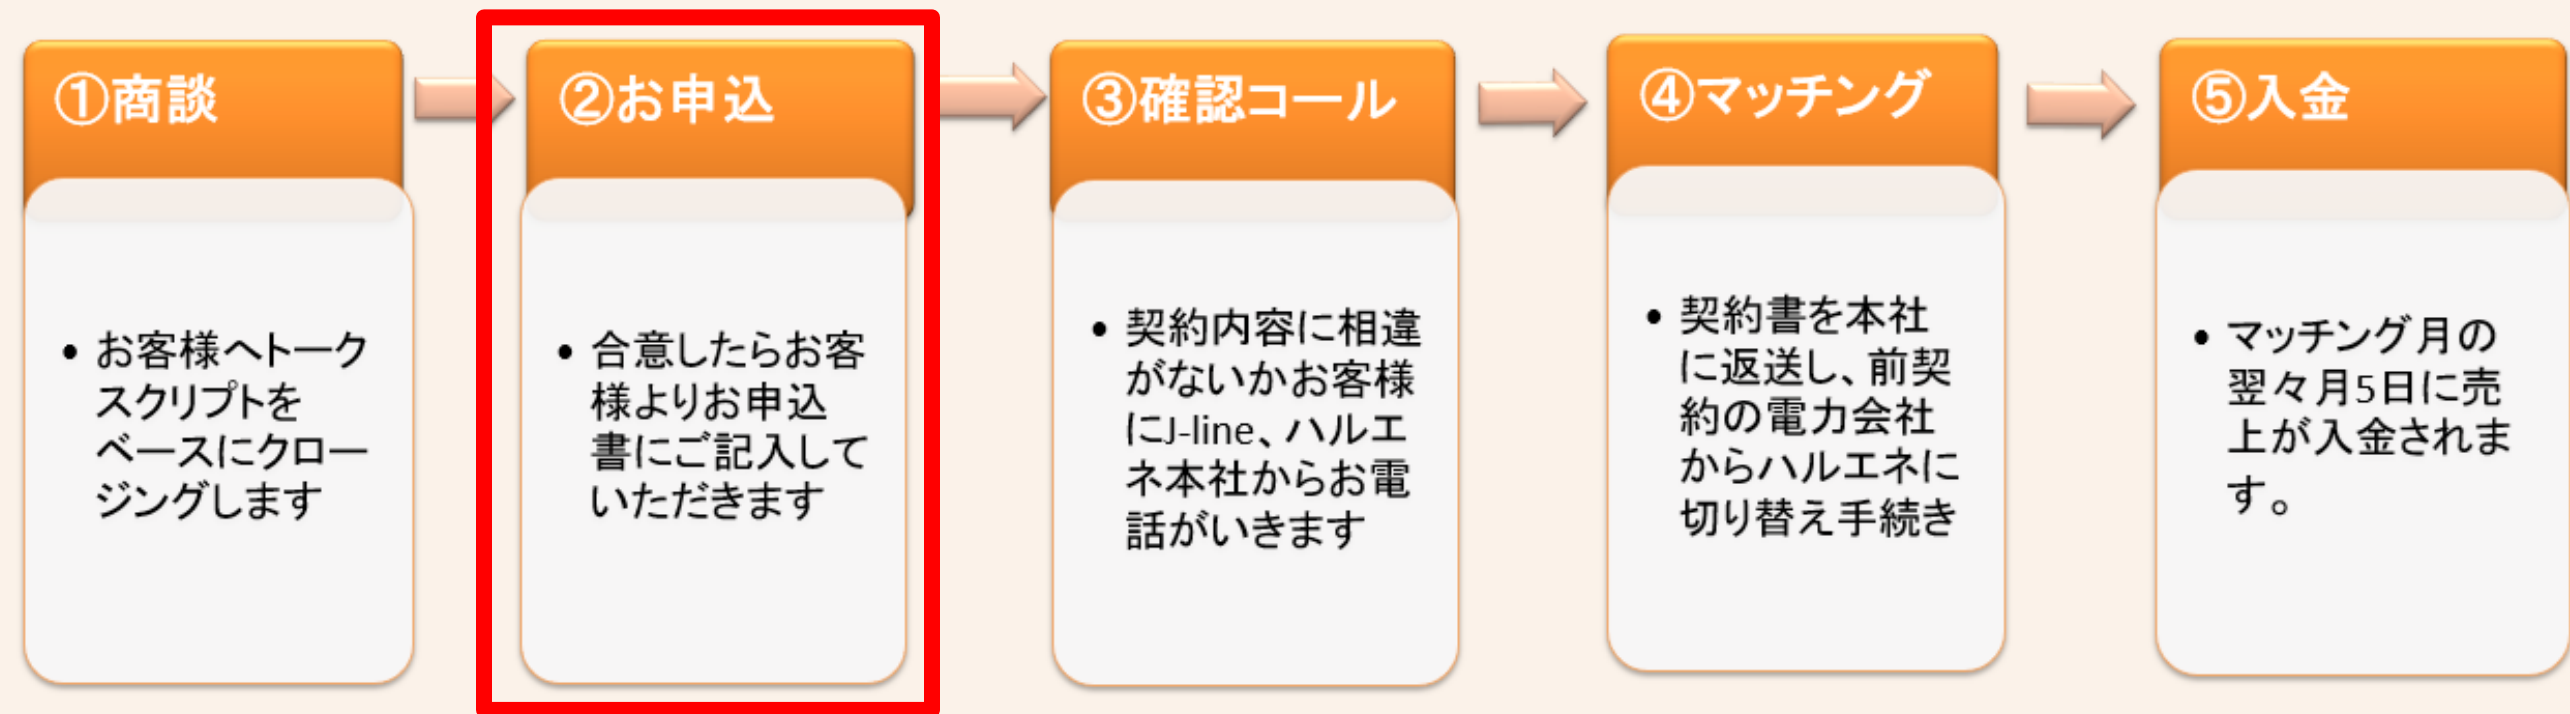 ①商談
• お客様へトーク
スクリプトを
ベースにクロー
ジングします
②お申込
• 合意したらお客
様よりお申込
書にご記入して
いただきます
③確認コール
• 契約内容に相違
がないかお客様
にJ-line、ハルエ
ネ本社からお電
話がいきます
④マッチング
• 契約書を本社
に返送し、前契
約の電力会社
からハルエネに
切り替え手続き
⑤入金
• マッチング月の
翌々月5日に売
上が入金されま
す。